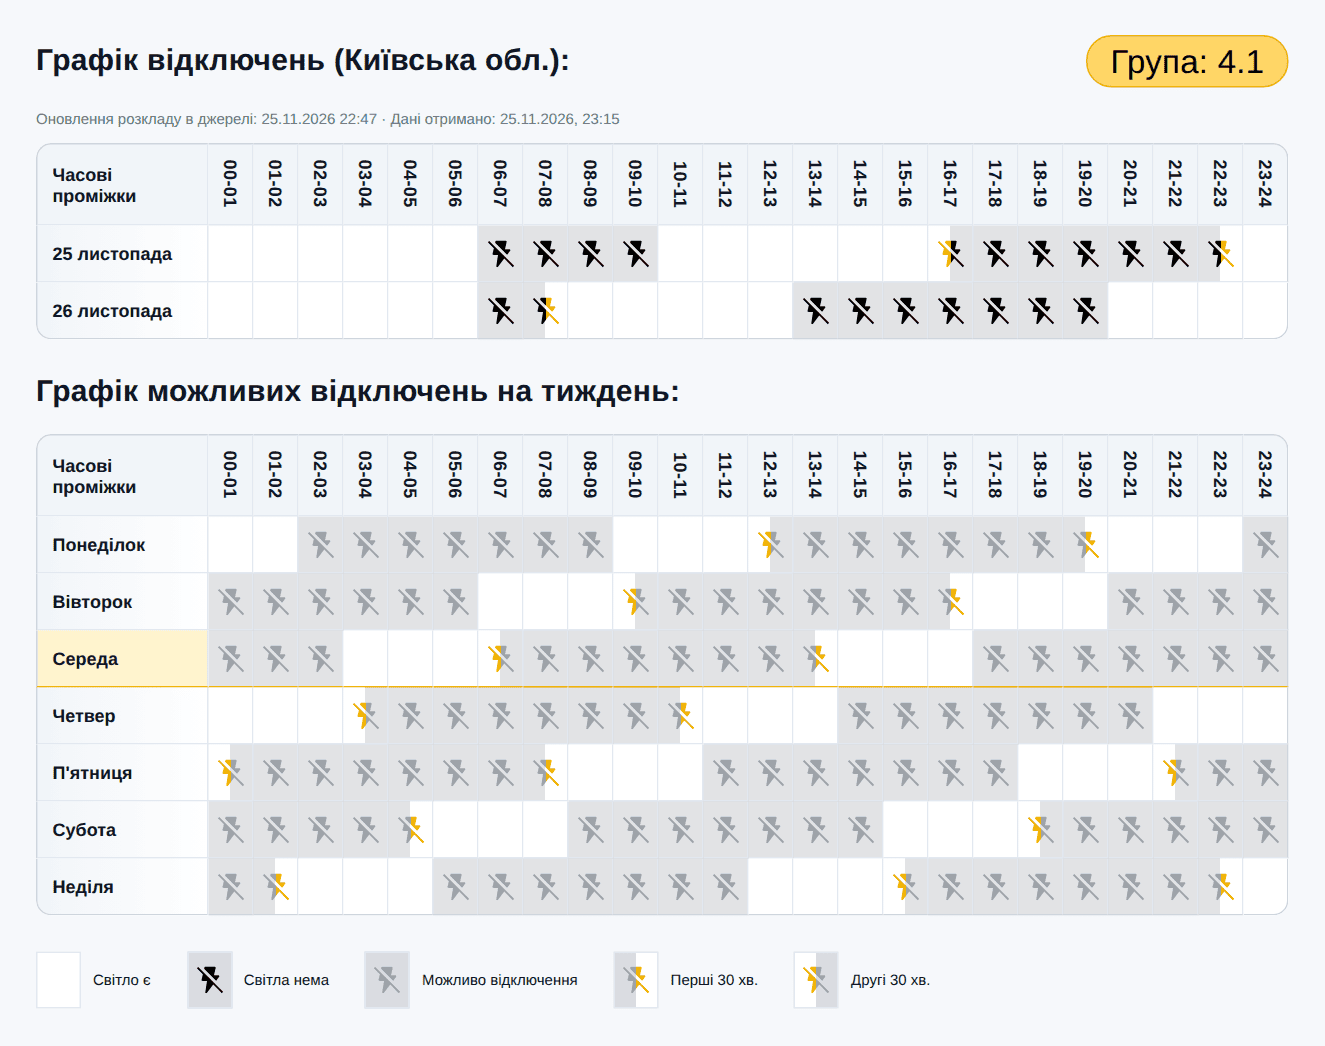 Графік відключень (Київська обл.):
Група: 4.1
Оновлення розкладу в джерелі: 25.11.2026 22:47 · Дані отримано: 25.11.2026, 23:15
Часові
проміжки
00-01 01-02 02-03 03-04 04-05 05-06 06-07 07-08 08-09 09-10 10-11 11-12 12-13 13-14 14-15 15-16 16-17 17-18 18-19 19-20 20-21 21-22 22-23 23-24
25 листопада
26 листопада
Графік можливих відключень на тиждень:
Часові
проміжки
00-01 01-02 02-03 03-04 04-05 05-06 06-07 07-08 08-09 09-10 10-11 11-12 12-13 13-14 14-15 15-16 16-17 17-18 18-19 19-20 20-21 21-22 22-23 23-24
Понеділок
Вівторок
Середа
Четвер
П'ятниця
Субота
Неділя
Світло є
Світла нема
Можливо відключення
Перші 30 хв.
Другі 30 хв.